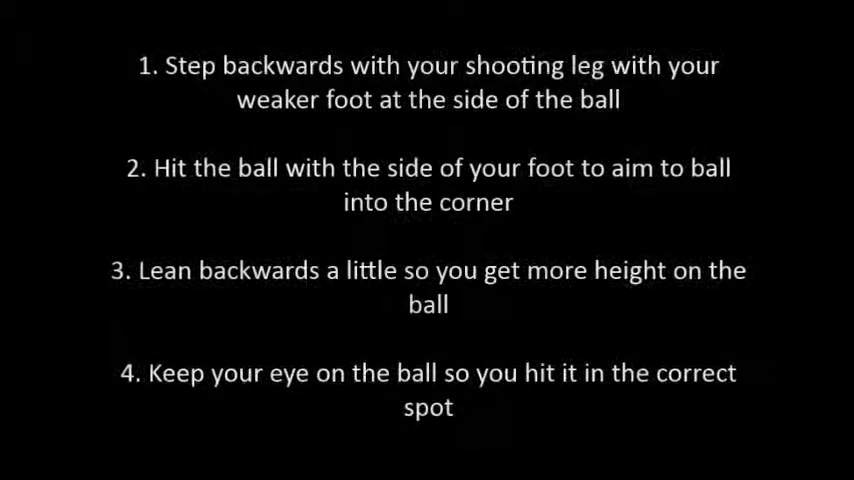 1. Step backwards with your shooting leg with your
weaker foot at the side of the ball
2. Hit the ball with the side of your foot to aim to ball
into the corner
3. Lean backwards a little so you get more height on the
ball
4. Keep your eye on the ball so you hit it in the correct
spot